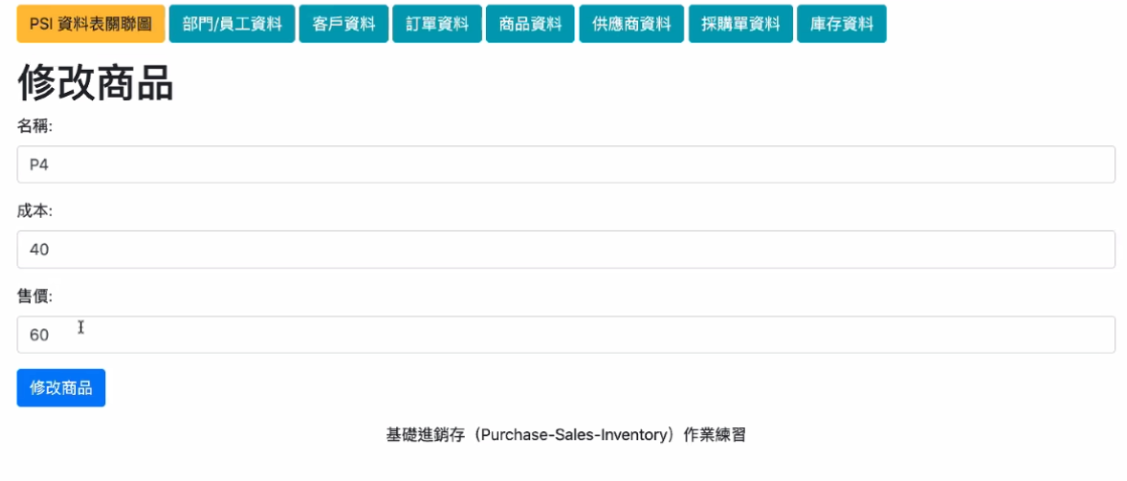 PSI 資料表關聯圖 部門/員工資料 客戶資料 訂單資料 商品資料 供應商資料 採購單資料 庫存資料
修改商品
名稱:
P4
成本:
40
售價:
60
修改商品
基礎進銷存（Purchase-Sales-Inventory）作業練習